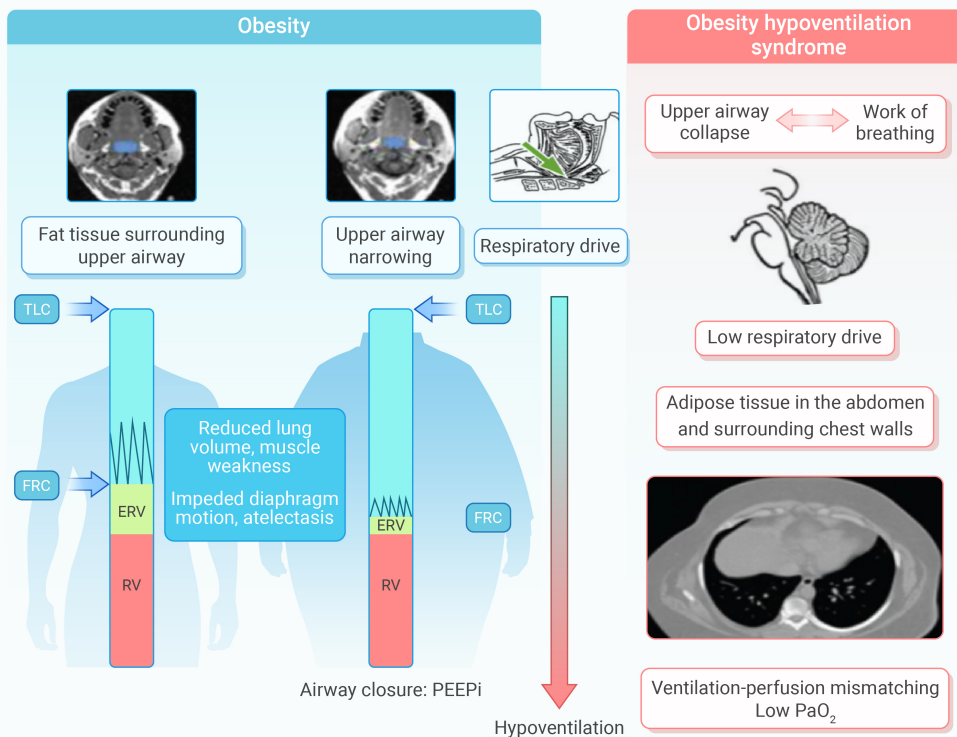 Obesity
Fat tissue surrounding
upper airway
Upper airway
narrowing
Respiratory drive
TLC
TLC
FRC
ERV
RV
Reduced lung
volume, muscle
weakness
Impeded diaphragm
motion, atelectasis
ERV
RV
FRC
Airway closure: PEEPi
Hypoventilation
Obesity hypoventilation
syndrome
Upper airway
collapse
Work of
breathing
Low respiratory drive
Adipose tissue in the abdomen
and surrounding chest walls
Ventilation-perfusion mismatching
Low PaO₂